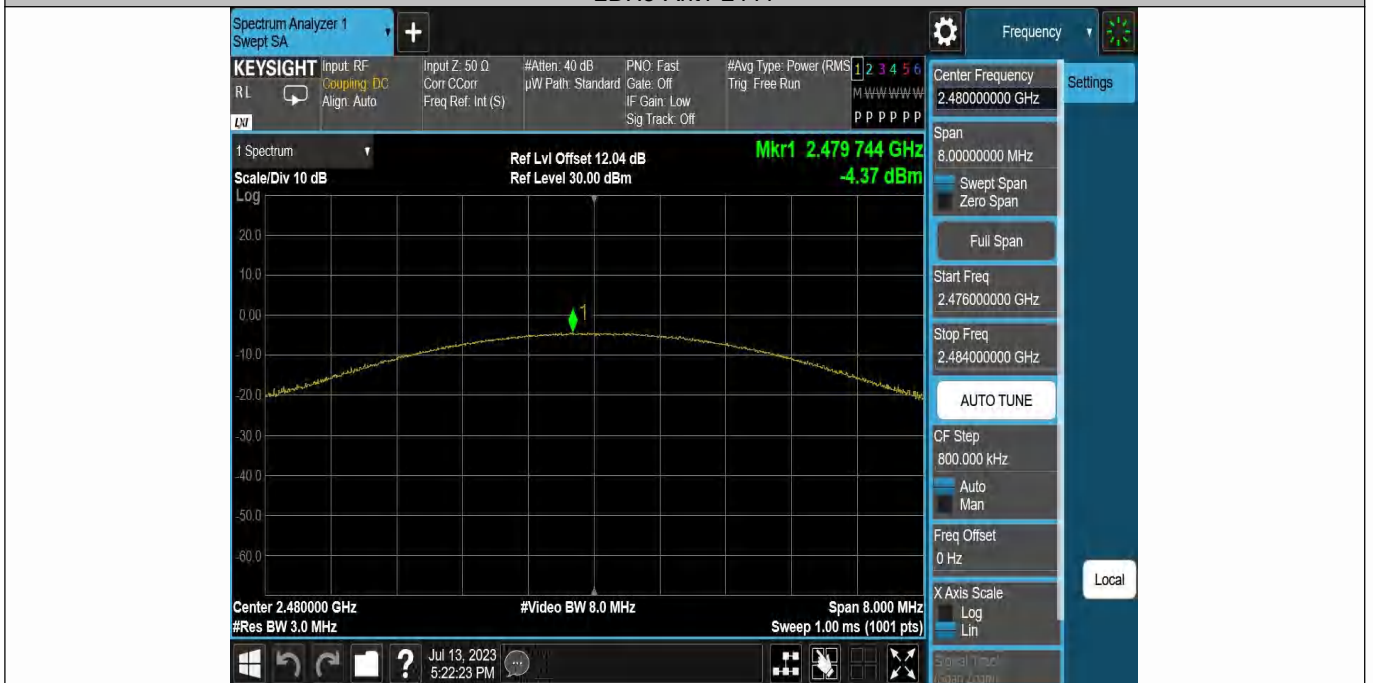 Spectrum Analyzer 1
Swept SA
+
Frequency
KEYSIGHT
RL
LXI
Input: RF
Coupling: DC
Align: Auto
Input Z: 50 Ω
Corr CCorr
Freq Ref: Int (S)
#Atten: 40 dB
µW Path: Standard
PNO: Fast
Gate: Off
IF Gain: Low
Sig Track: Off
#Avg Type: Power (RMS
Trig: Free Run
1 2 3 4 5 6
M W W W W W
P P P P P P
1 Spectrum
Scale/Div 10 dB
Log
Ref Lvl Offset 12.04 dB
Ref Level 30.00 dBm
Mkr1 2.479 744 GHz
-4.37 dBm
20.0
10.0
0.00
-10.0
-20.0
-30.0
-40.0
-50.0
-60.0
1
Center 2.480000 GHz
#Res BW 3.0 MHz
#Video BW 8.0 MHz
Span 8.000 MHz
Sweep 1.00 ms (1001 pts)
Center Frequency
2.480000000 GHz
Settings
Span
8.00000000 MHz
Swept Span
Zero Span
Full Span
Start Freq
2.476000000 GHz
Stop Freq
2.484000000 GHz
AUTO TUNE
CF Step
800.000 kHz
Auto
Man
Freq Offset
0 Hz
X Axis Scale
Log
Lin
Signal Track
(Span Zoom)
Local
?
Jul 13, 2023
5:22:23 PM